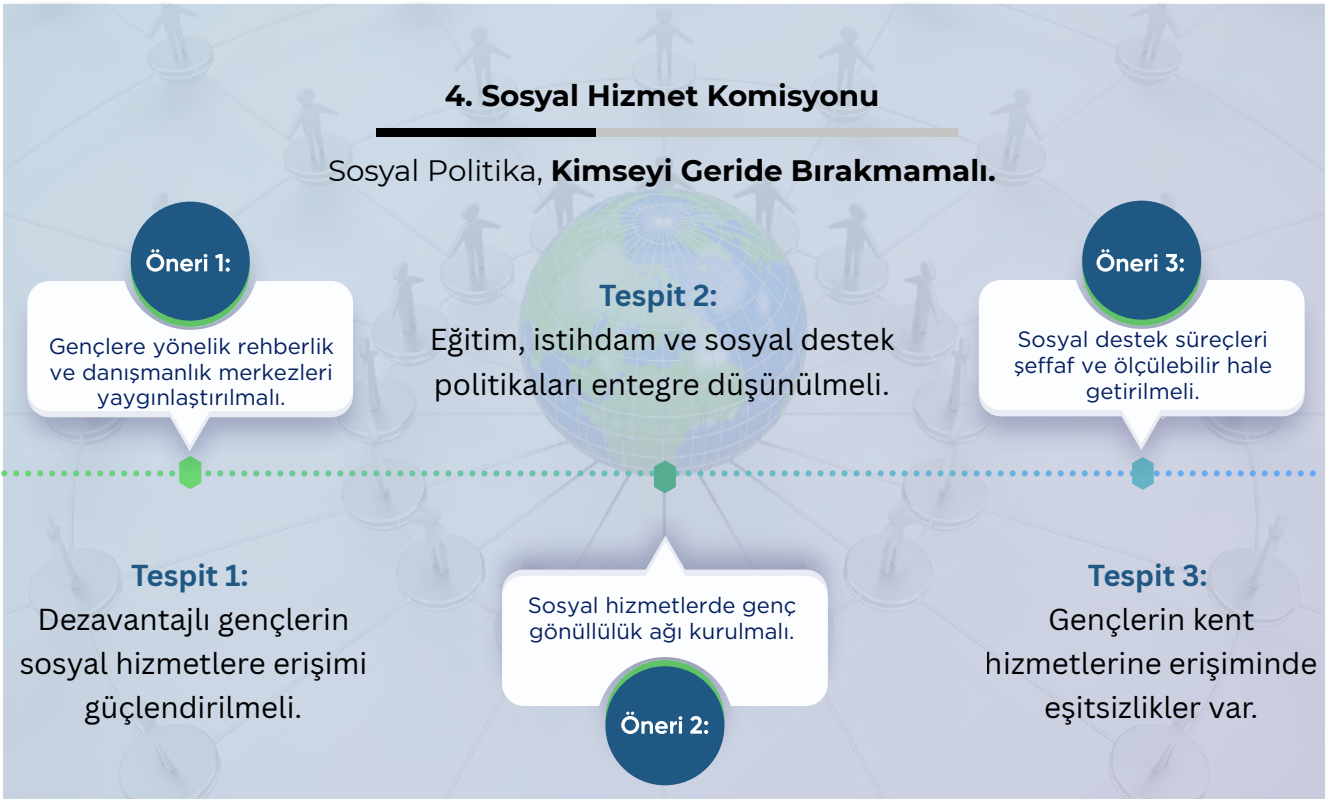 4. Sosyal Hizmet Komisyonu
Sosyal Politika, Kimseyi Geride Bırakmamalı.
Öneri 1:
Gençlere yönelik rehberlik
ve danışmanlık merkezleri
yaygınlaştırılmalı.
Tespit 1:
Dezavantajlı gençlerin
sosyal hizmetlere erişimi
güçlendirilmeli.
Tespit 2:
Eğitim, istihdam ve sosyal destek
politikaları entegre düşünülmeli.
Sosyal hizmetlerde genç
gönüllülük ağı kurulmalı.
Öneri 2:
Öneri 3:
Sosyal destek süreçleri
şeffaf ve ölçülebilir hale
getirilmeli.
Tespit 3:
Gençlerin kent
hizmetlerine erişiminde
eşitsizlikler var.